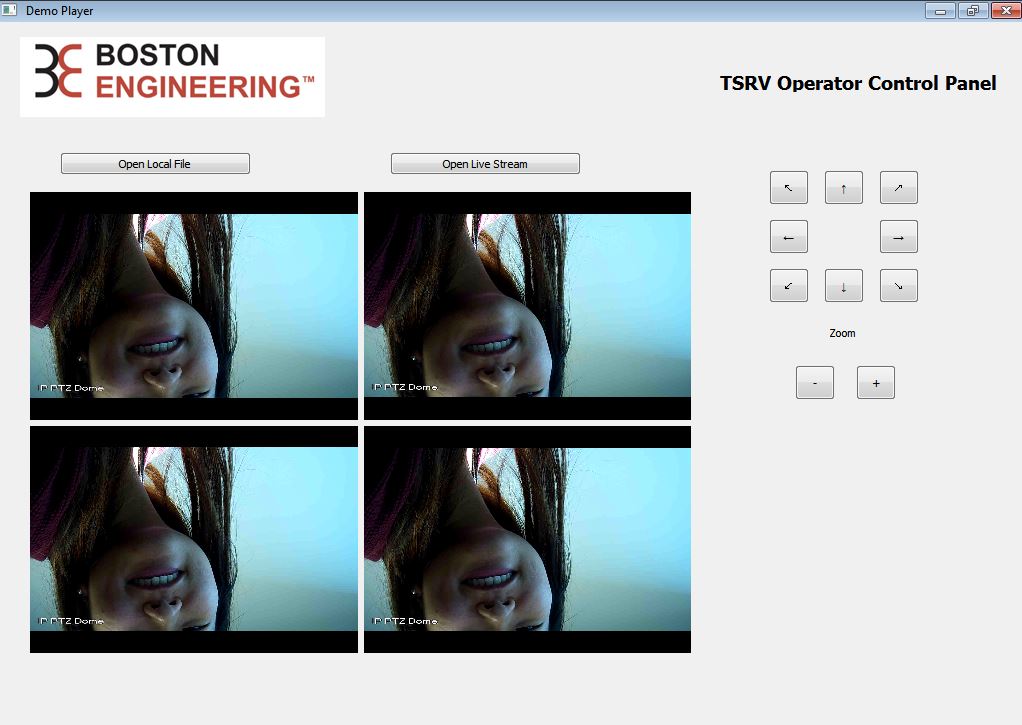 Demo Player
BOSTON
ENGINEERING™
TSRV Operator Control Panel
Open Local File
Open Live Stream
↖ ↑ ↗
← →
↙ ↓ ↘
Zoom
- +
PTZ Dome
PTZ Dome
PTZ Dome
PTZ Dome